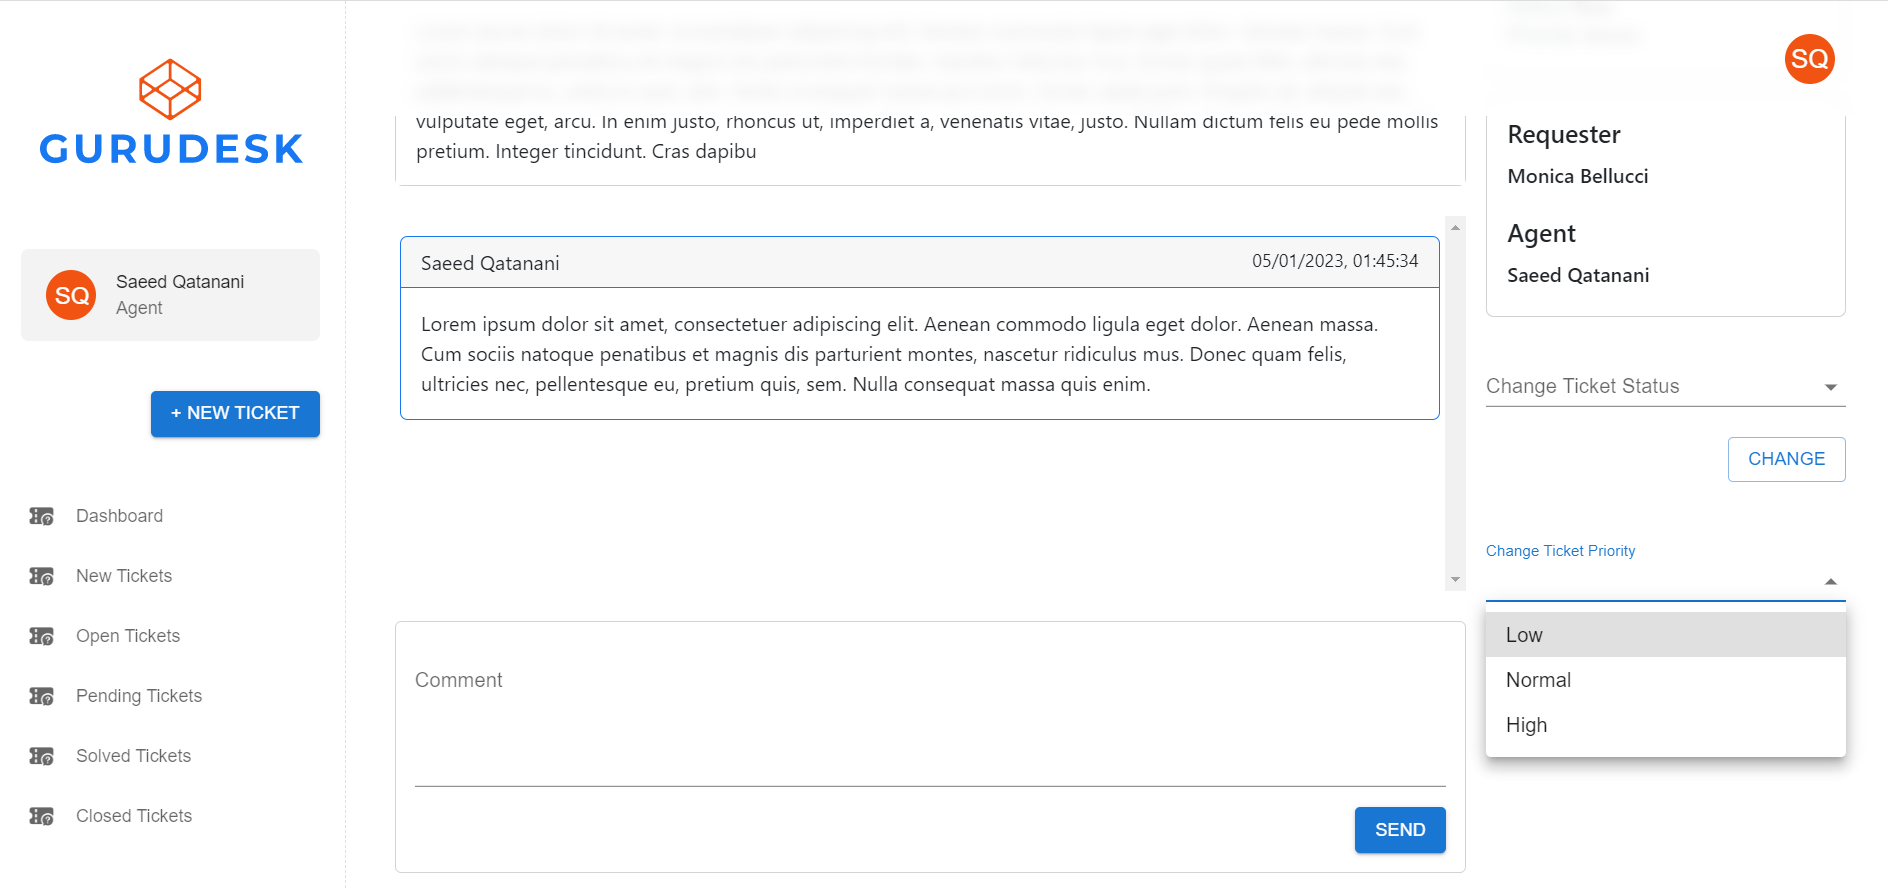 GURUDESK
SQ
Saeed Qatanani
Agent
+ NEW TICKET
Dashboard
New Tickets
Open Tickets
Pending Tickets
Solved Tickets
Closed Tickets
vulputate eget, arcu. In enim justo, rhoncus ut, imperdiet a, venenatis vitae, justo. Nullam dictum felis eu pede mollis
pretium. Integer tincidunt. Cras dapibu
Saeed Qatanani
05/01/2023, 01:45:34
Lorem ipsum dolor sit amet, consectetuer adipiscing elit. Aenean commodo ligula eget dolor. Aenean massa.
Cum sociis natoque penatibus et magnis dis parturient montes, nascetur ridiculus mus. Donec quam felis,
ultricies nec, pellentesque eu, pretium quis, sem. Nulla consequat massa quis enim.
Comment
SEND
SQ
Requester
Monica Bellucci
Agent
Saeed Qatanani
Change Ticket Status
CHANGE
Change Ticket Priority
Low
Normal
High